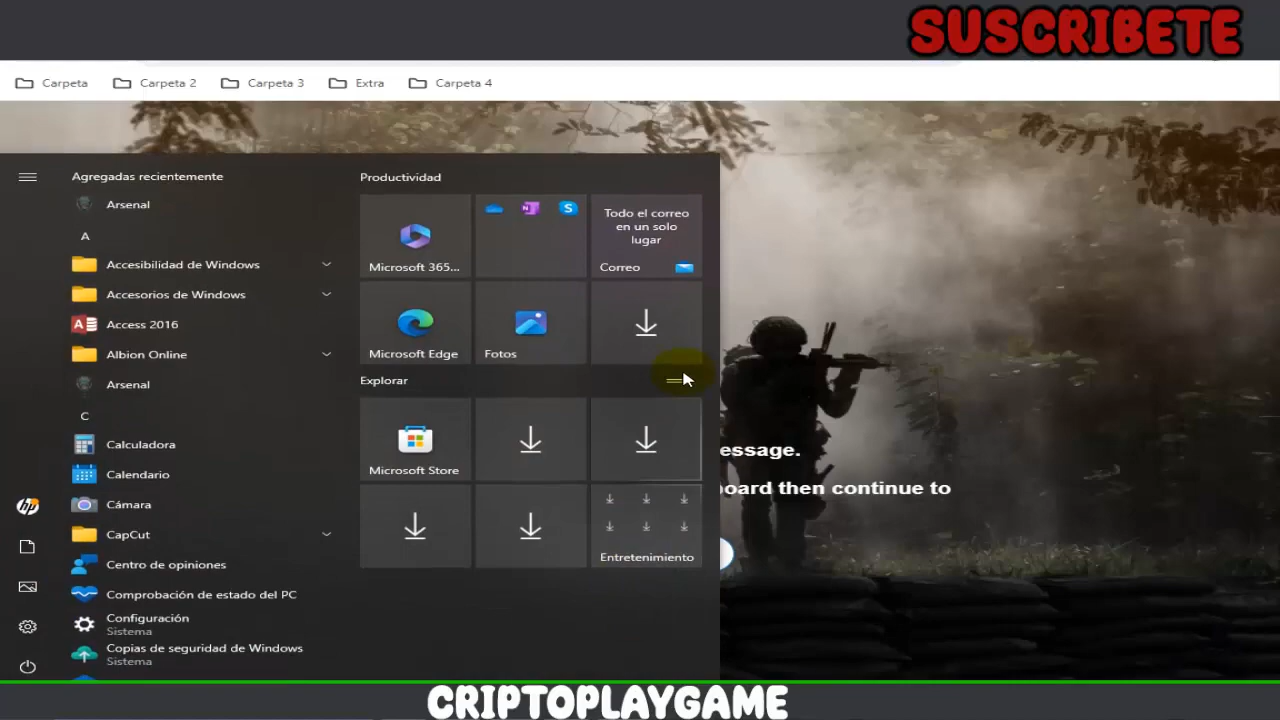 SUSCRIBETE
Carpeta
Carpeta 2
Carpeta 3
Extra
Carpeta 4
Agregadas recientemente
Arsenal
A
Accesibilidad de Windows
Accesorios de Windows
Access 2016
Albion Online
Arsenal
C
Calculadora
Calendario
Cámara
CapCut
Centro de opiniones
Comprobación de estado del PC
Configuración
Sistema
Copias de seguridad de Windows
Sistema
Productividad
Microsoft 365...
Todo el correo
en un solo
lugar
Correo
Microsoft Edge
Fotos
Explorar
Microsoft Store
Entretenimiento
essage.
oard then continue to
CRIPTOPLAYGAME